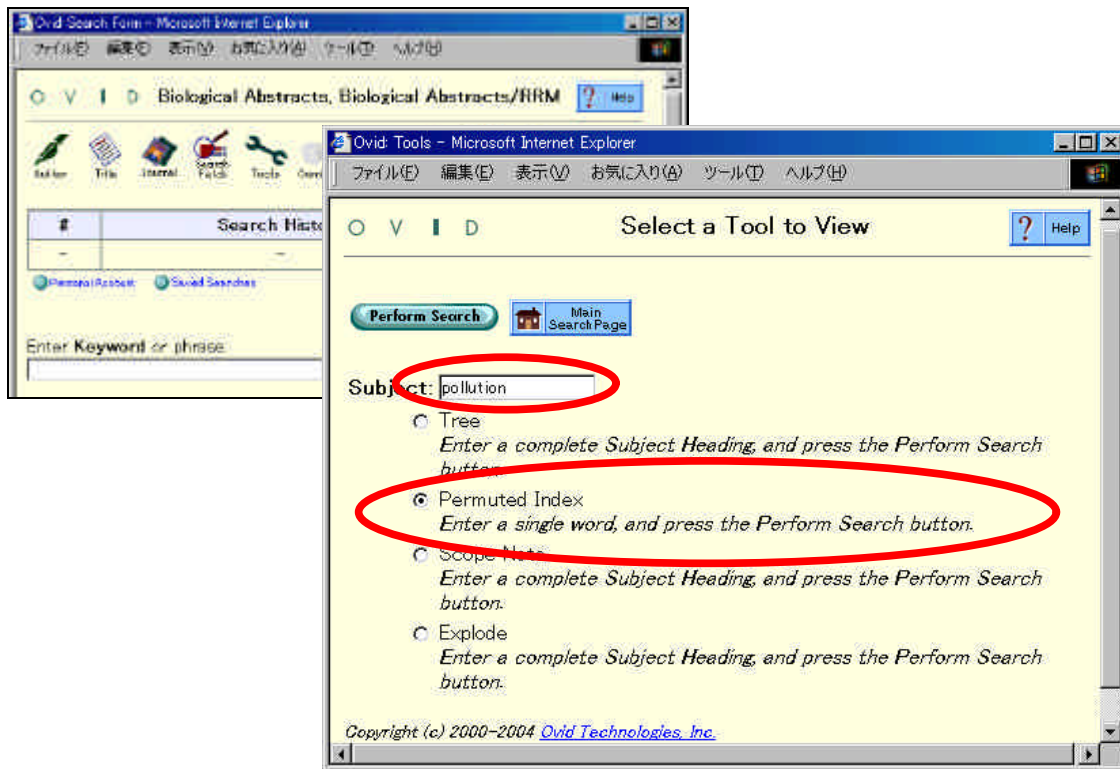 Ovid Search Form - Microsoft Internet Explorer
ファイル(F) 編集(E) 表示(V) お気に入り(A) ツール(T) ヘルプ(H)
O V I D Biological Abstracts, Biological Abstracts/RRM ? Help
Author Title Journal Search Fields Tools
# Search Histo
- -
Personal Account Saved Searches
Enter Keyword or phrase
Ovid: Tools - Microsoft Internet Explorer
ファイル(F) 編集(E) 表示(V) お気に入り(A) ツール(T) ヘルプ(H)
O V I D Select a Tool to View ? Help
Perform Search Main Search Page
Subject: pollution
Tree
Enter a complete Subject Heading, and press the Perform Search
button.
Permuted Index
Enter a single word, and press the Perform Search button.
Scope Note
Enter a complete Subject Heading, and press the Perform Search
button.
Explode
Enter a complete Subject Heading, and press the Perform Search
button.
Copyright (c) 2000-2004 Ovid Technologies, Inc.